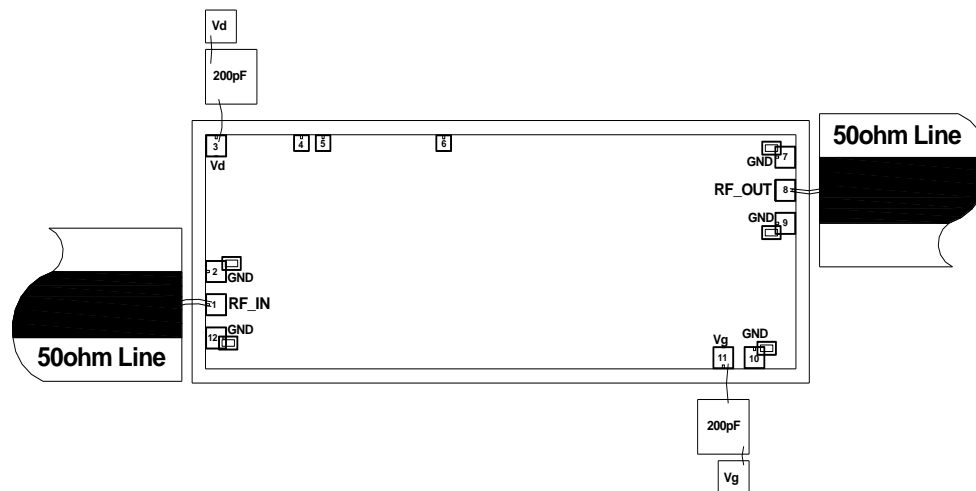 Vd
200pF
50ohm Line
3
4
5
6
7
Vd
GND
RF_OUT
8
GND
9
2
GND
1
RF_IN
GND
12
Vg
GND
50ohm Line
11
10
200pF
Vg